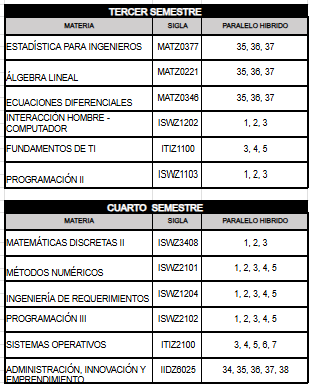 TERCER SEMESTRE
MATERIA SIGLA PARALELO HIBRIDO
ESTADÍSTICA PARA INGENIEROS MATZ0377 35, 36, 37
ÁLGEBRA LINEAL MATZ0221 35, 36, 37
ECUACIONES DIFERENCIALES MATZ0346 35, 36, 37
INTERACCIÓN HOMBRE -
COMPUTADOR ISWZ1202 1, 2, 3
FUNDAMENTOS DE TI ITIZ1100 3, 4, 5
PROGRAMACIÓN II ISWZ1103 1, 2, 3
CUARTO SEMESTRE
MATERIA SIGLA PARALELO HIBRIDO
MATEMÁTICAS DISCRETAS II ISWZ3408 1, 2, 3
MÉTODOS NUMÉRICOS ISWZ2101 1, 2, 3, 4, 5
INGENIERÍA DE REQUERIMIENTOS ISWZ1204 1, 2, 3, 4, 5
PROGRAMACIÓN III ISWZ2102 1, 2, 3, 4, 5
SISTEMAS OPERATIVOS ITIZ2100 3, 4, 5, 6, 7
ADMINISTRACIÓN, INNOVACIÓN Y
EMPRENDIMIENTO IIDZ6025 34, 35, 36, 37, 38